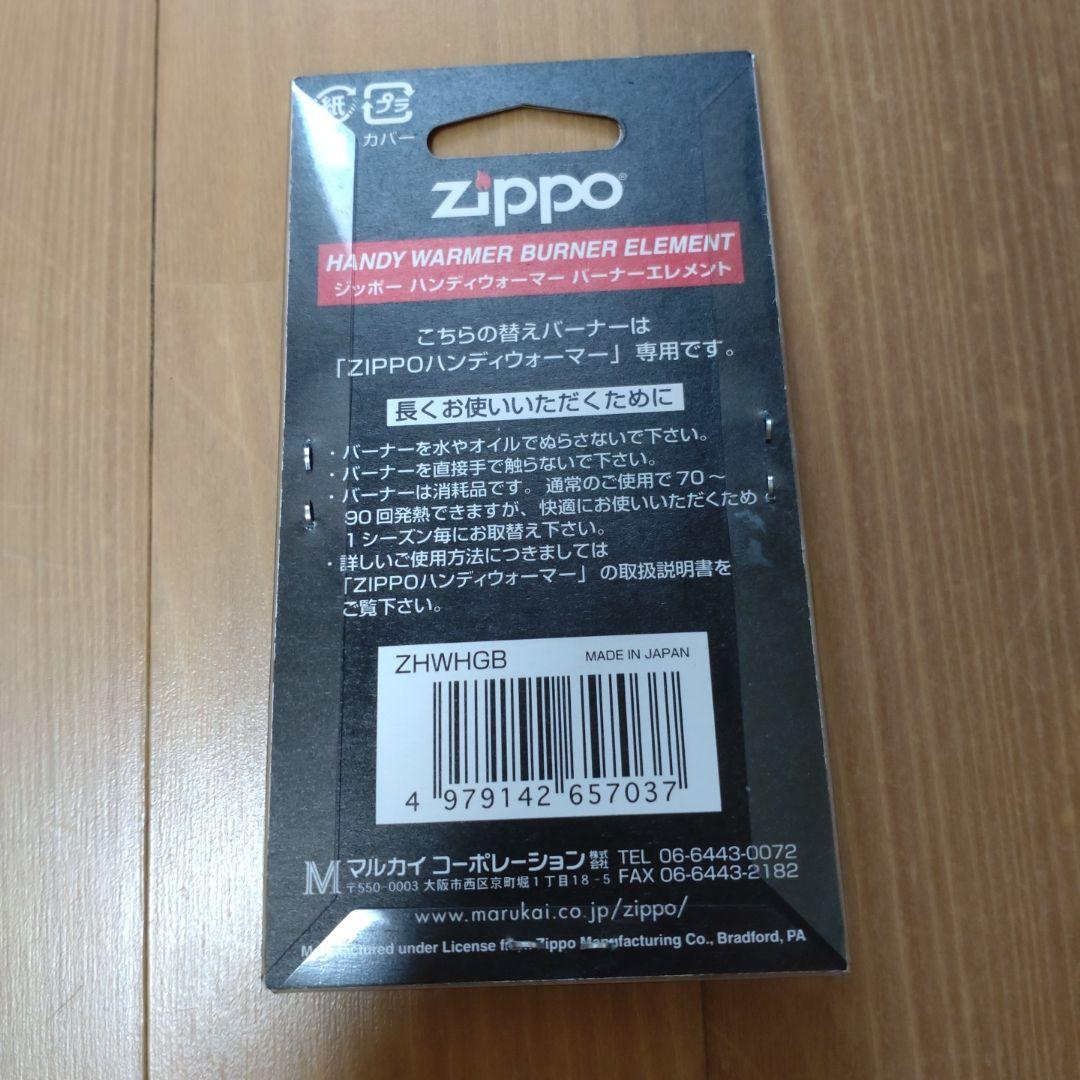 紙 プラ
カバー
zippo®
HANDY WARMER BURNER ELEMENT
ジッポー ハンディウォーマー バーナーエレメント
こちらの替えバーナーは
「ZIPPOハンディウォーマー」専用です。
長くお使いいただくために
・バーナーを水やオイルでぬらさないで下さい。
・バーナーを直接手で触らないで下さい。
・バーナーは消耗品です。通常のご使用で70～
90回発熱できますが、快適にお使いいただくため
1シーズン毎にお取替え下さい。
・詳しいご使用方法につきましては
「ZIPPOハンディウォーマー」の取扱説明書を
ご覧下さい。
ZHWHGB MADE IN JAPAN
4 979142 657037
M マルカイ コーポレーション 株式会社 TEL 06-6443-0072
〒550-0003 大阪市西区京町堀1丁目18-5 FAX 06-6443-2182
www.marukai.co.jp/zippo/
Manufactured under License from Zippo Manufacturing Co., Bradford, PA